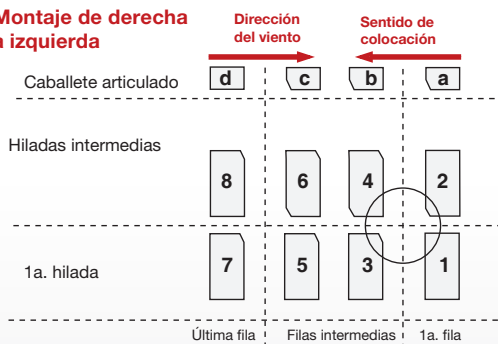 Montaje de derecha
a izquierda
Dirección
del viento
Sentido de
colocación
Caballete articulado
d c b a
Hiladas intermedias
8 6 4 2
1a. hilada
7 5 3 1
Última fila Filas intermedias 1a. fila